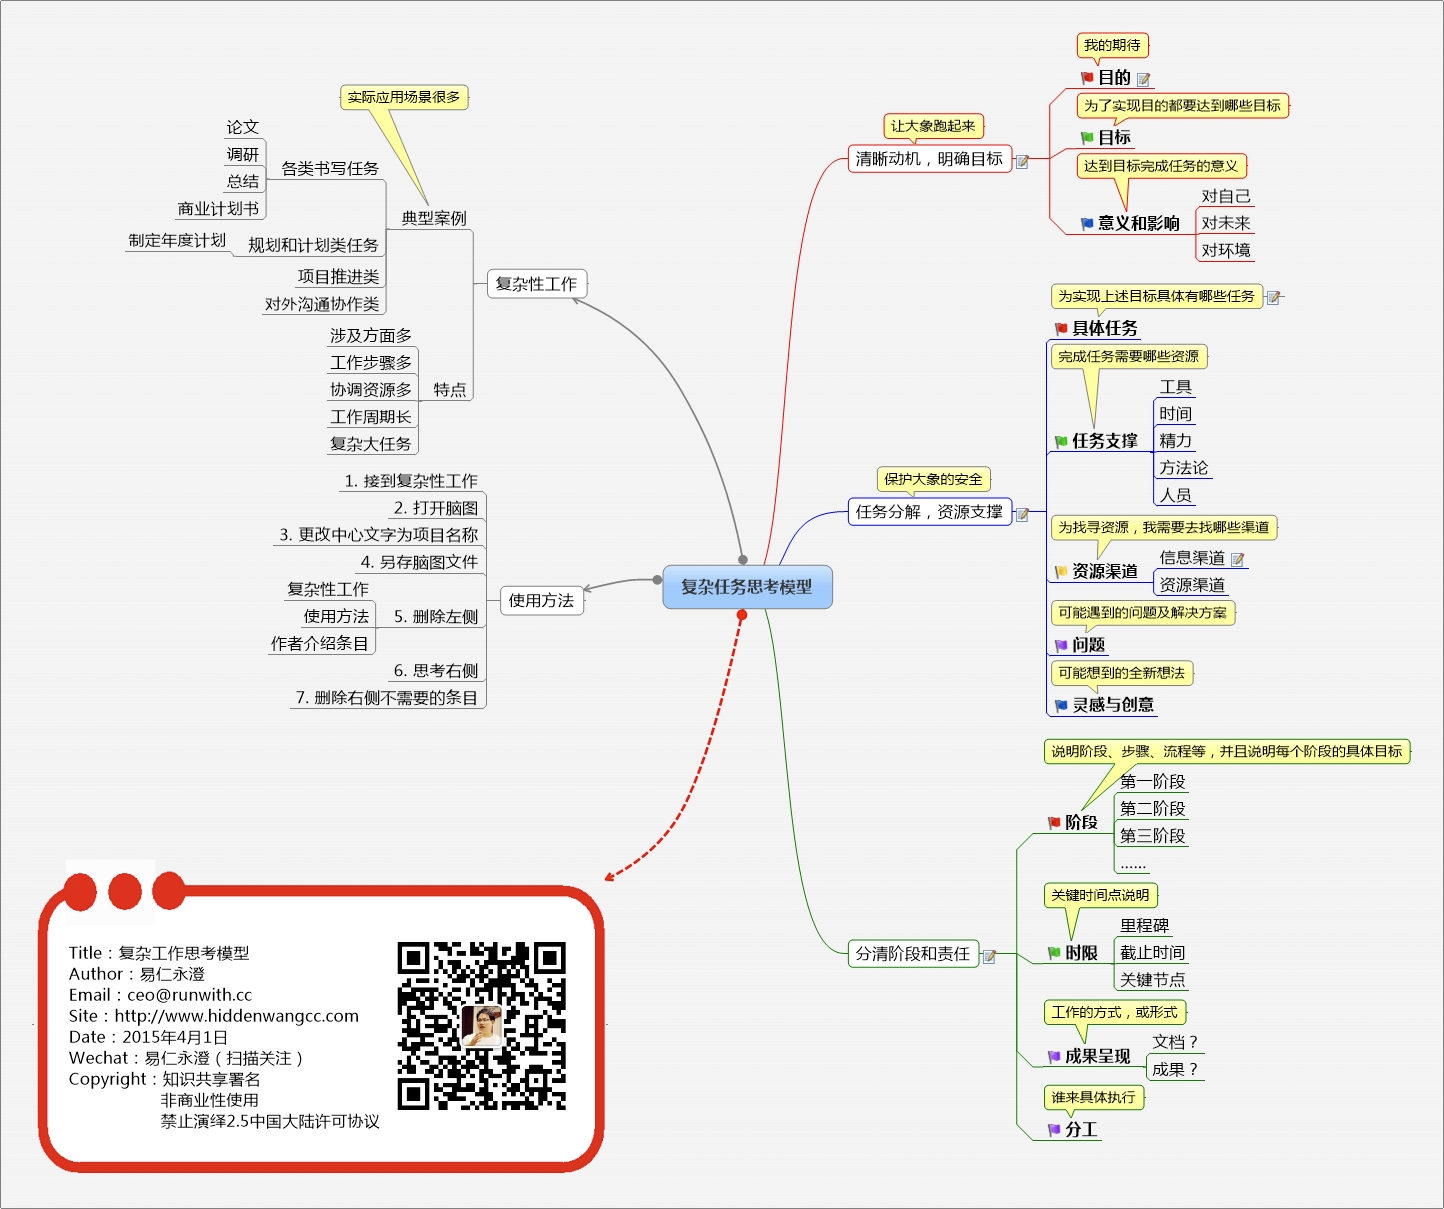 复杂任务思考模型
让大象跑起来
清晰动机，明确目标
我的期待
目的
为了实现目的都要达到哪些目标
目标
达到目标完成任务的意义
意义和影响
对自己
对未来
对环境
保护大象的安全
任务分解，资源支撑
为实现上述目标具体有哪些任务
具体任务
完成任务需要哪些资源
任务支撑
工具
时间
精力
方法论
人员
为找寻资源，我需要去找哪些渠道
资源渠道
信息渠道
资源渠道
可能遇到的问题及解决方案
问题
可能想到的全新想法
灵感与创意
分清阶段和责任
说明阶段、步骤、流程等，并且说明每个阶段的具体目标
阶段
第一阶段
第二阶段
第三阶段
……
关键时间点说明
时限
里程碑
截止时间
关键节点
工作的方式，或形式
成果呈现
文档？
成果？
谁来具体执行
分工
复杂性工作
实际应用场景很多
典型案例
各类书写任务
论文
调研
总结
商业计划书
规划和计划类任务
制定年度计划
项目推进类
对外沟通协作类
特点
涉及方面多
工作步骤多
协调资源多
工作周期长
复杂大任务
使用方法
1. 接到复杂性工作
2. 打开脑图
3. 更改中心文字为项目名称
4. 另存脑图文件
5. 删除左侧
复杂性工作
使用方法
作者介绍条目
6. 思考右侧
7. 删除右侧不需要的条目
Title：复杂工作思考模型
Author：易仁永澄
Email：ceo@runwith.cc
Site：http://www.hiddenwangcc.com
Date：2015年4月1日
Wechat：易仁永澄（扫描关注）
Copyright：知识共享署名
非商业性使用
禁止演绎2.5中国大陆许可协议